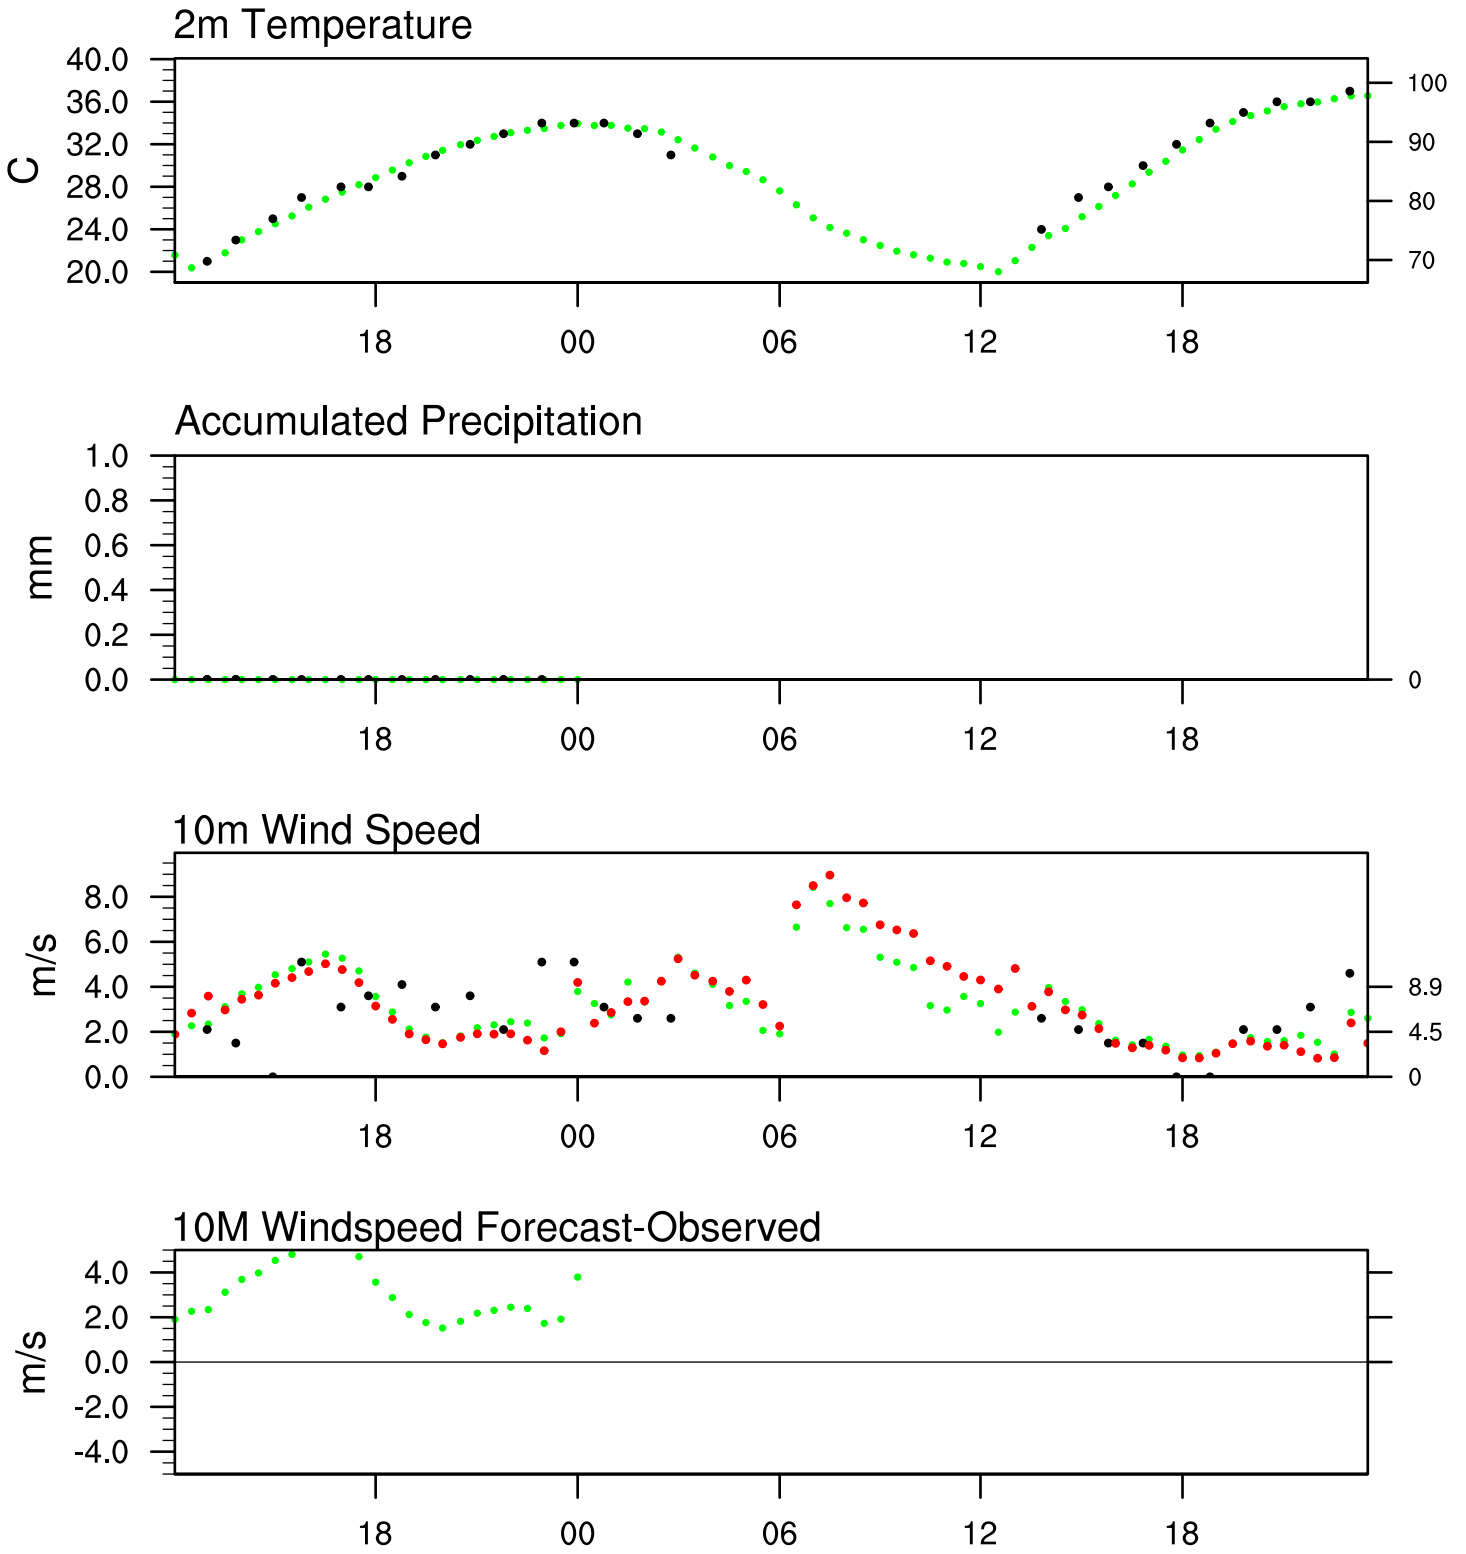 2m Temperature
40.0
36.0
32.0
28.0
24.0
20.0
C
100
90
80
70
18 00 06 12 18
Accumulated Precipitation
1.0
0.8
0.6
0.4
0.2
0.0
mm
0
18 00 06 12 18
10m Wind Speed
8.0
6.0
4.0
2.0
0.0
m/s
8.9
4.5
0
18 00 06 12 18
10M Windspeed Forecast-Observed
4.0
2.0
0.0
-2.0
-4.0
m/s
18 00 06 12 18